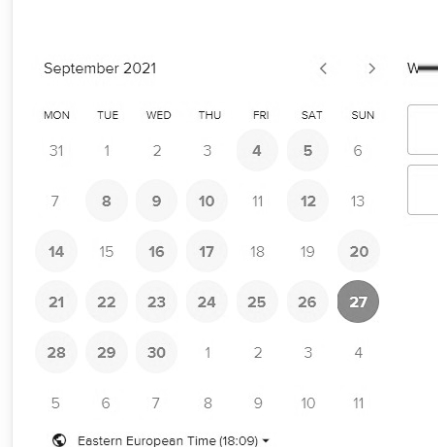 September 2021 < >
MON TUE WED THU FRI SAT SUN
31 1 2 3 4 5 6
7 8 9 10 11 12 13
14 15 16 17 18 19 20
21 22 23 24 25 26 27
28 29 30 1 2 3 4
5 6 7 8 9 10 11
Eastern European Time (18:09)